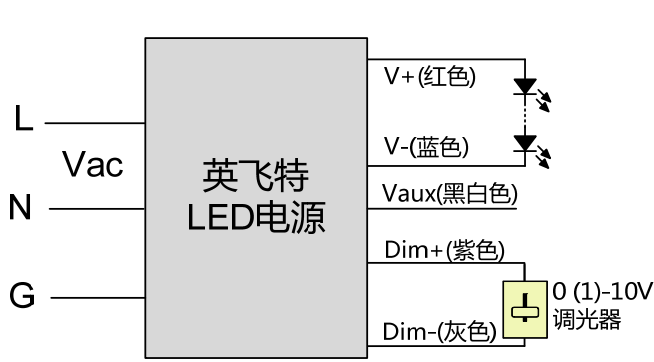 L
Vac
N
G
英飞特
LED电源
V+(红色)
V-(蓝色)
Vaux(黑白色)
Dim+(紫色)
Dim-(灰色)
0 (1)-10V
调光器